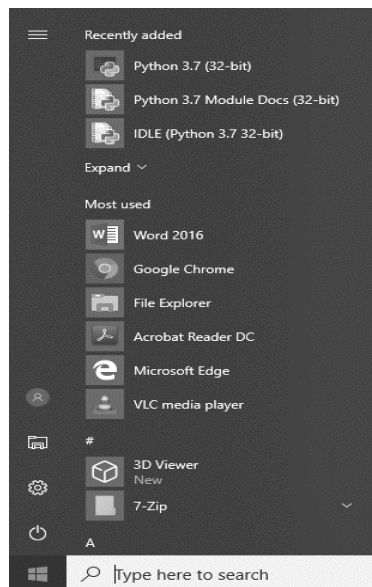 Recently added
Python 3.7 (32-bit)
Python 3.7 Module Docs (32-bit)
IDLE (Python 3.7 32-bit)
Expand
Most used
Word 2016
Google Chrome
File Explorer
Acrobat Reader DC
Microsoft Edge
VLC media player
#
3D Viewer
New
7-Zip
A
Type here to search